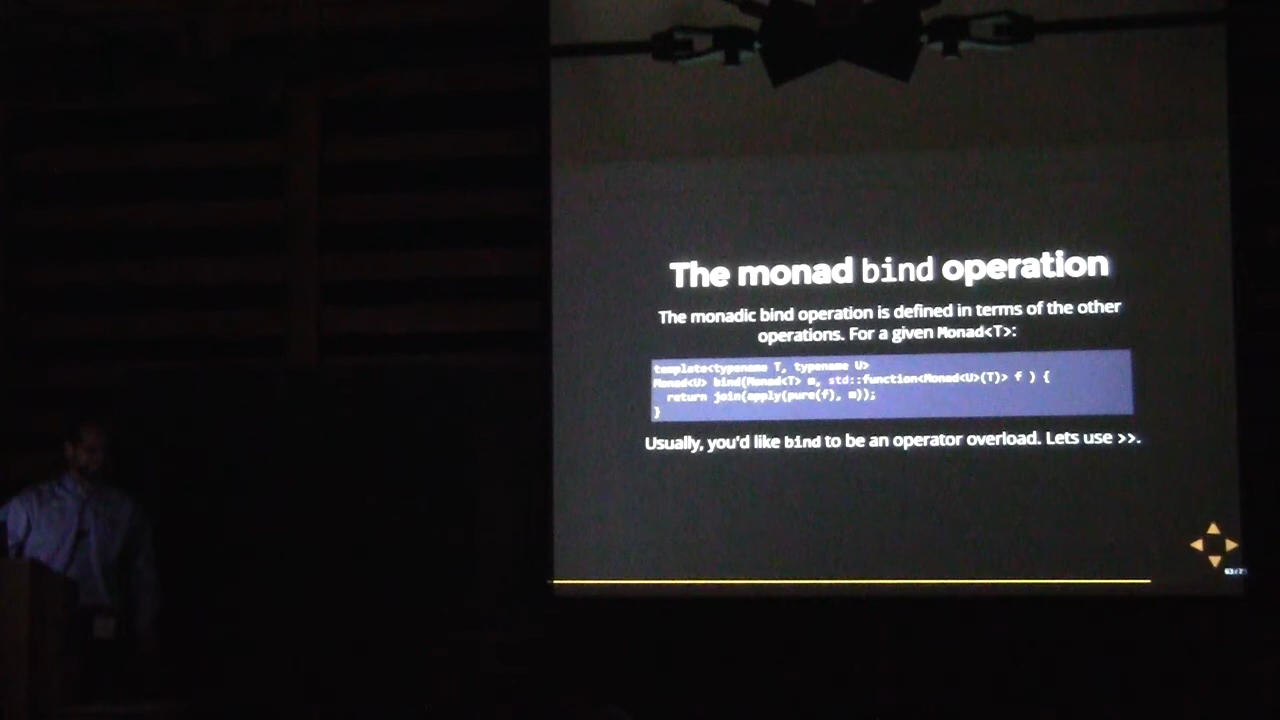 The monad bind operation
The monadic bind operation is defined in terms of the other
operations. For a given Monad<T>:
template<typename T, typename U>
Monad<U> bind(Monad<T> m, std::function<Monad<U>(T)> f ) {
return join(apply(pure(f), m));
}
Usually, you'd like bind to be an operator overload. Lets use >>.